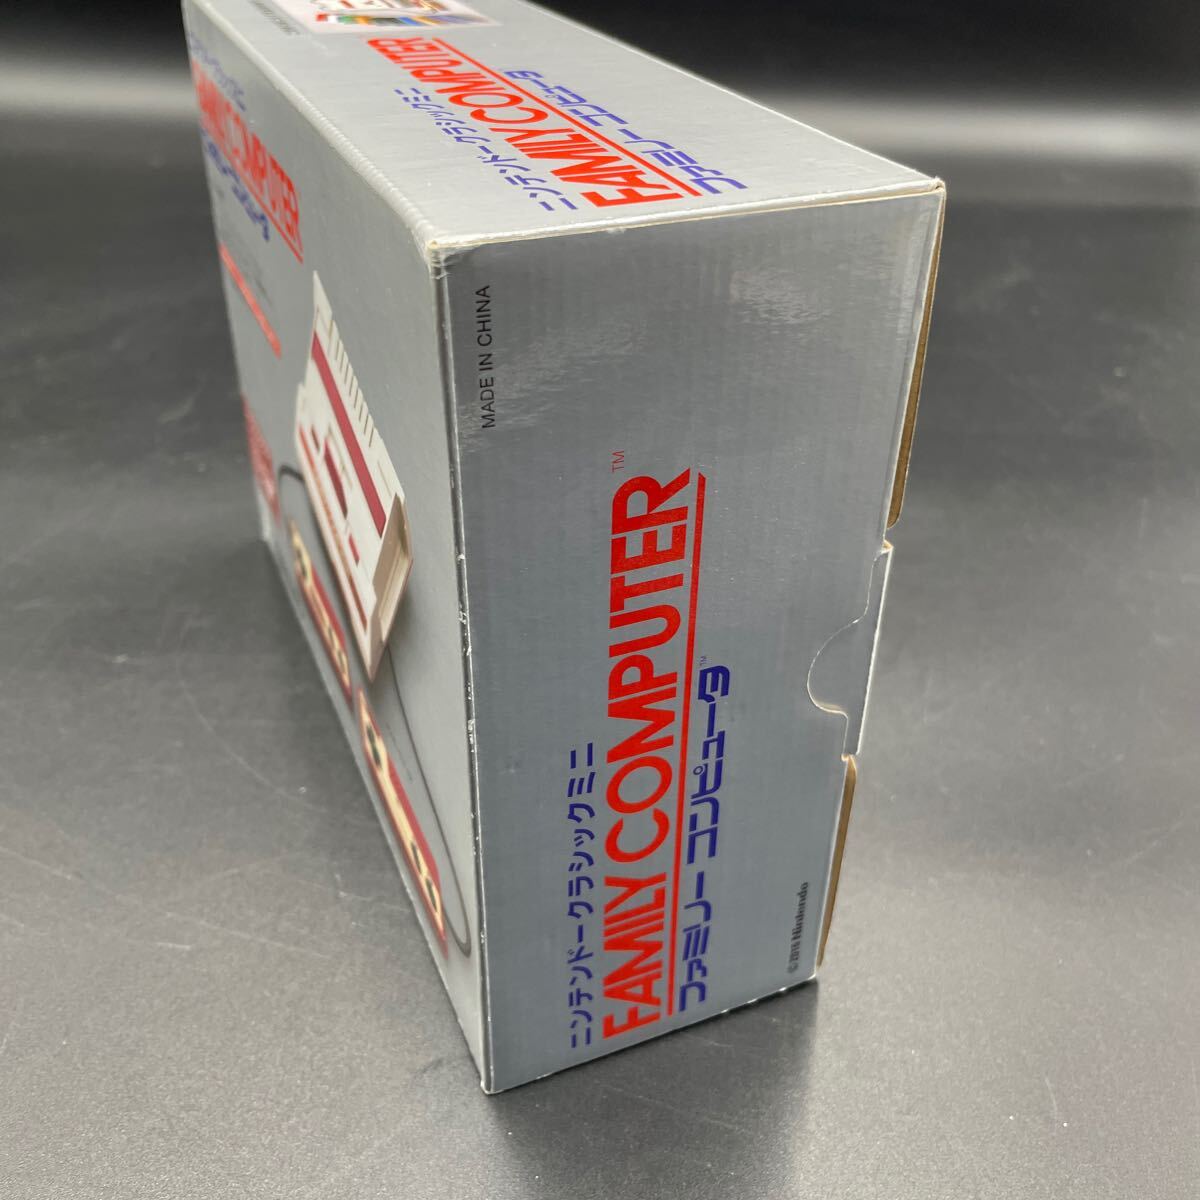 ニンテンドークラシックミニ
FAMILY COMPUTER
ファミリーコンピュータ
FAMILY COMPUTER
MADE IN CHINA
ニンテンドークラシックミニ
FAMILY COMPUTER™
ファミリーコンピュータ™
© 2016 Nintendo